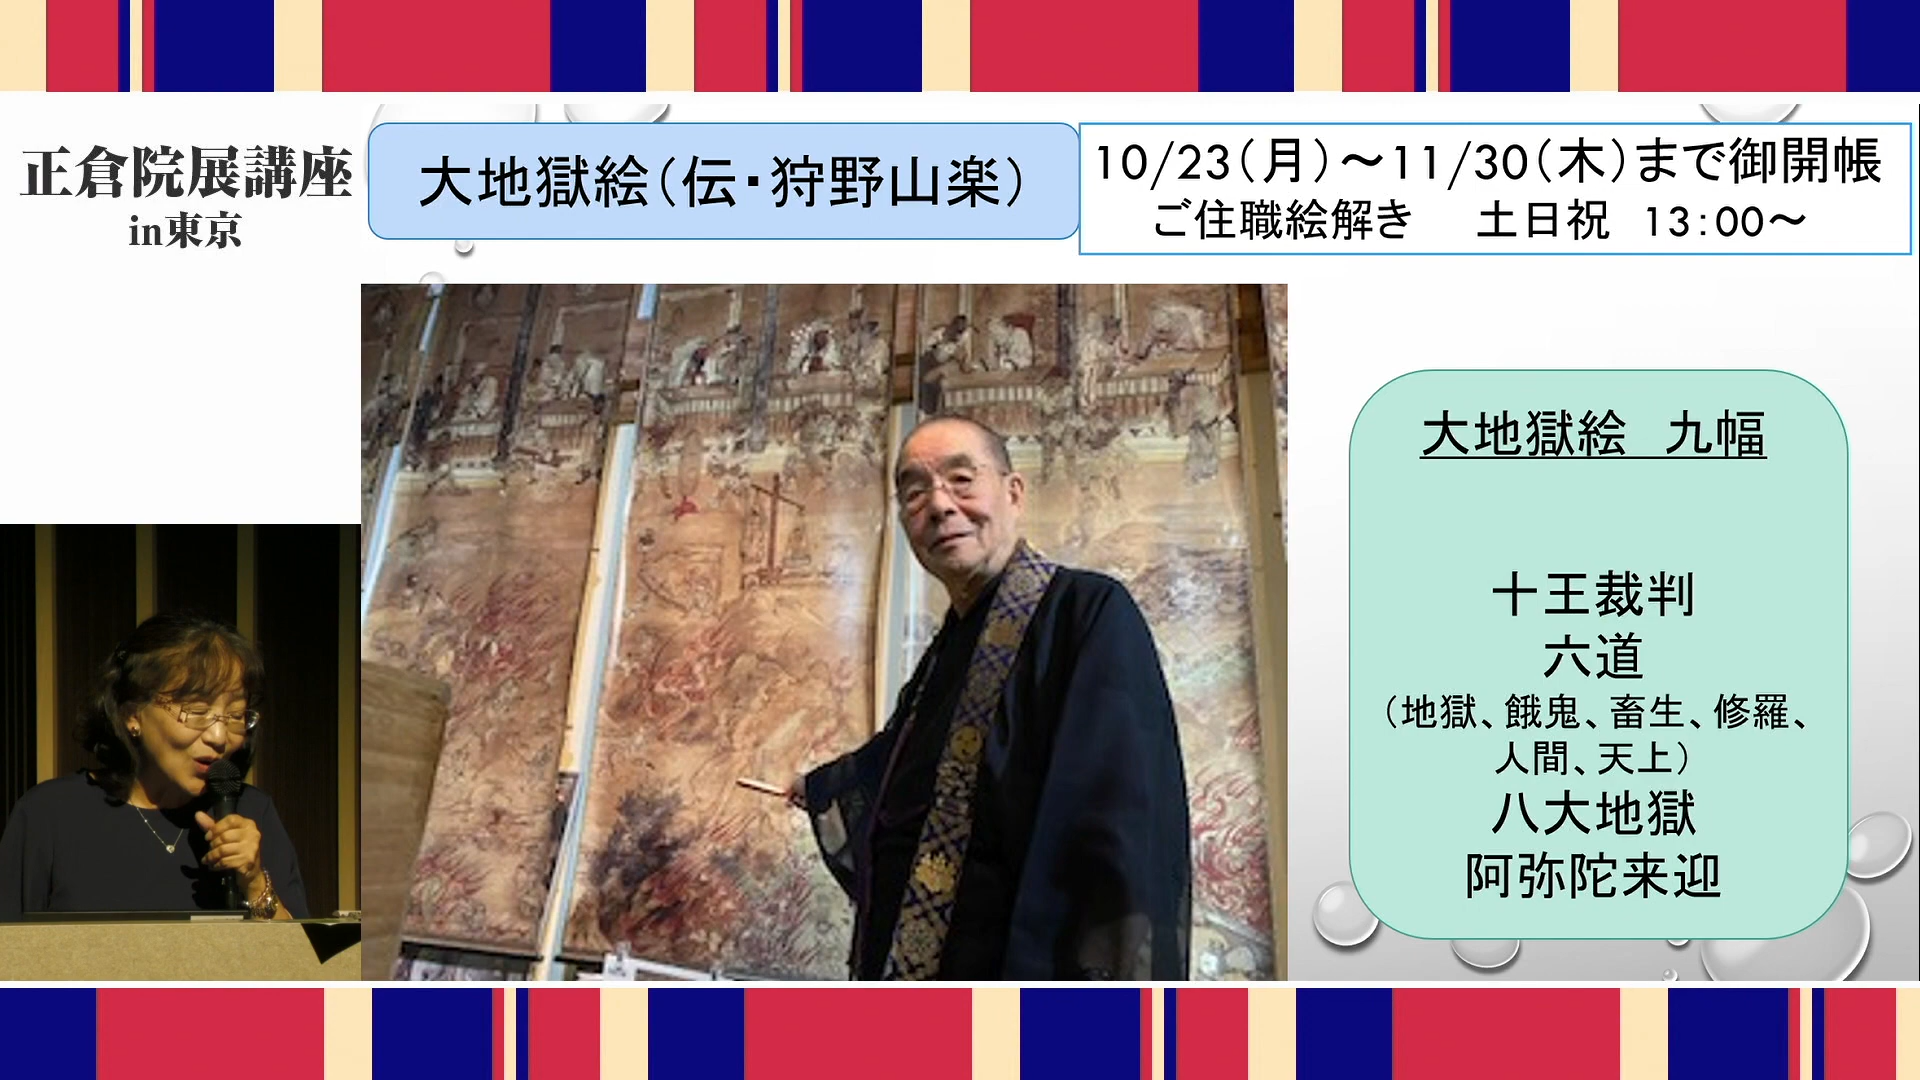 正倉院展講座
in東京
大地獄絵（伝・狩野山楽）
10/23（月）～11/30（木）まで御開帳
ご住職絵解き　土日祝　13：00～
大地獄絵　九幅
十王裁判
六道
（地獄、餓鬼、畜生、修羅、
人間、天上）
八大地獄
阿弥陀来迎